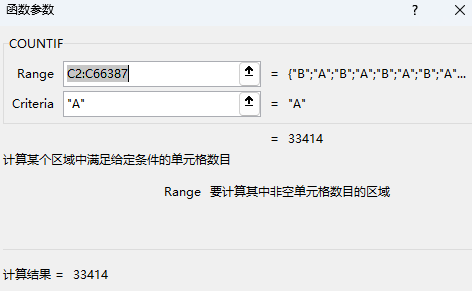 函数参数 ? ×
COUNTIF
Range C2:C66387 = {"B";"A";"B";"A";"B";"A";"B";"A"...
Criteria "A" = "A"
= 33414
计算某个区域中满足给定条件的单元格数目
Range 要计算其中非空单元格数目的区域
计算结果 = 33414